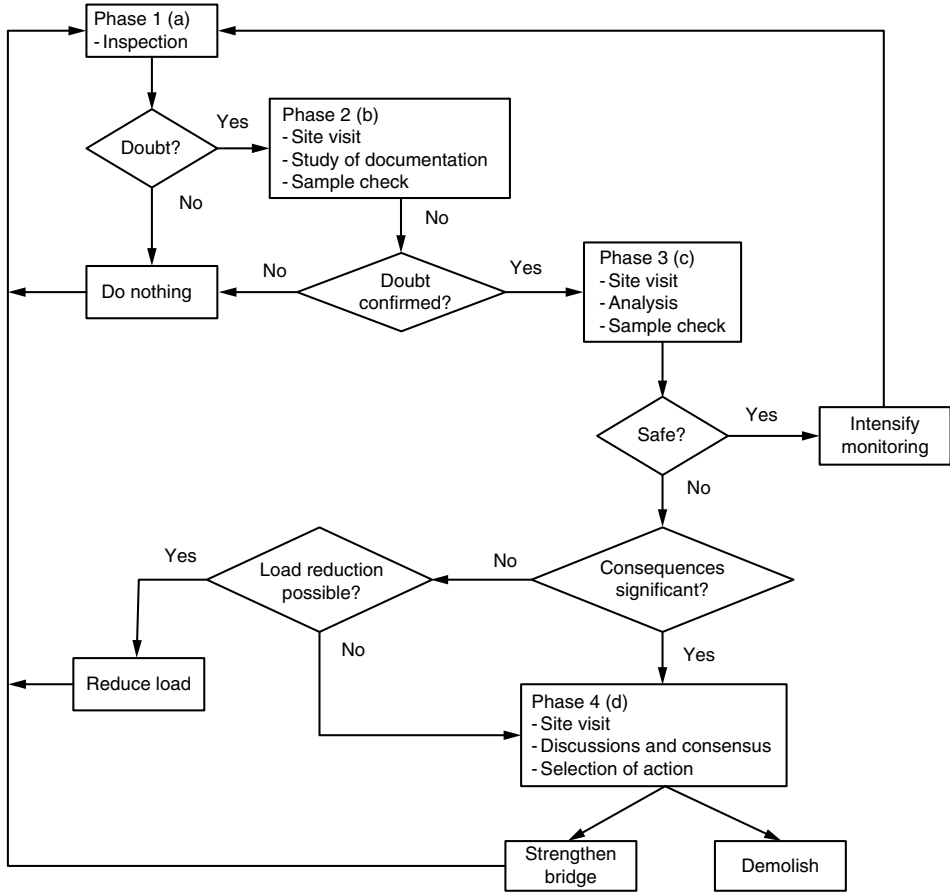 Phase 1 (a)
- Inspection
Doubt?
Yes
No
Phase 2 (b)
- Site visit
- Study of documentation
- Sample check
No
Do nothing
No
Doubt
confirmed?
Yes
Phase 3 (c)
- Site visit
- Analysis
- Sample check
Safe?
Yes
Intensify
monitoring
No
Consequences
significant?
No
Load reduction
possible?
Yes
Reduce load
No
Yes
Phase 4 (d)
- Site visit
- Discussions and consensus
- Selection of action
Strengthen
bridge
Demolish